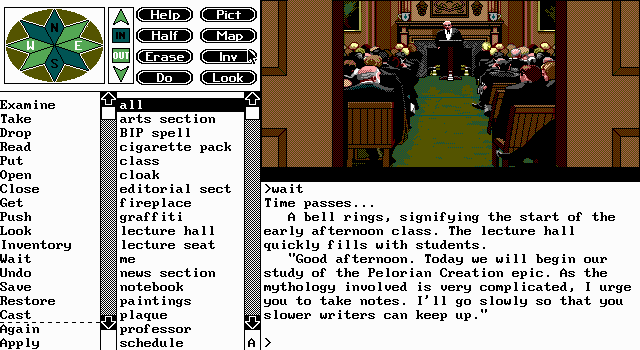 N
W E
S
IN
OUT
Help Pict
Half Map
Erase Inv
Do Look
Examine
Take
Drop
Read
Put
Open
Close
Get
Push
Look
Inventory
Wait
Undo
Save
Restore
Cast
Again
Apply
all
arts section
BIP spell
cigarette pack
class
cloak
editorial sect
fireplace
graffiti
lecture hall
lecture seat
me
news section
notebook
paintings
plaque
professor
schedule
A
>wait
Time passes...
A bell rings, signifying the start of the
early afternoon class. The lecture hall
quickly fills with students.
"Good afternoon. Today we will begin our
study of the Pelorian Creation epic. As the
mythology involved is very complicated, I urge
you to take notes. I'll go slowly so that you
slower writers can keep up."
>